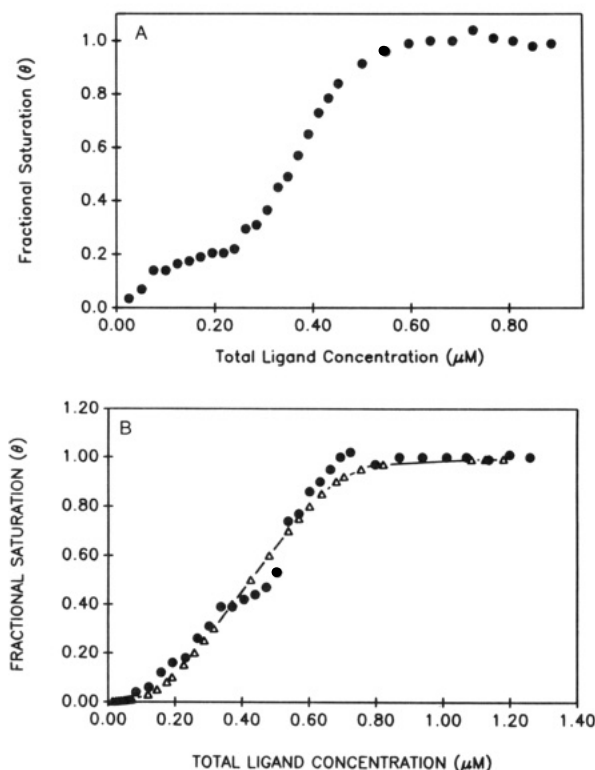 A
1.0
0.8
0.6
0.4
0.2
0.0
Fractional Saturation (θ)
0.00 0.20 0.40 0.60 0.80
Total Ligand Concentration (μM)
B
1.20
1.00
0.80
0.60
0.40
0.20
0.00
FRACTIONAL SATURATION (θ)
0.00 0.20 0.40 0.60 0.80 1.00 1.20 1.40
TOTAL LIGAND CONCENTRATION (μM)